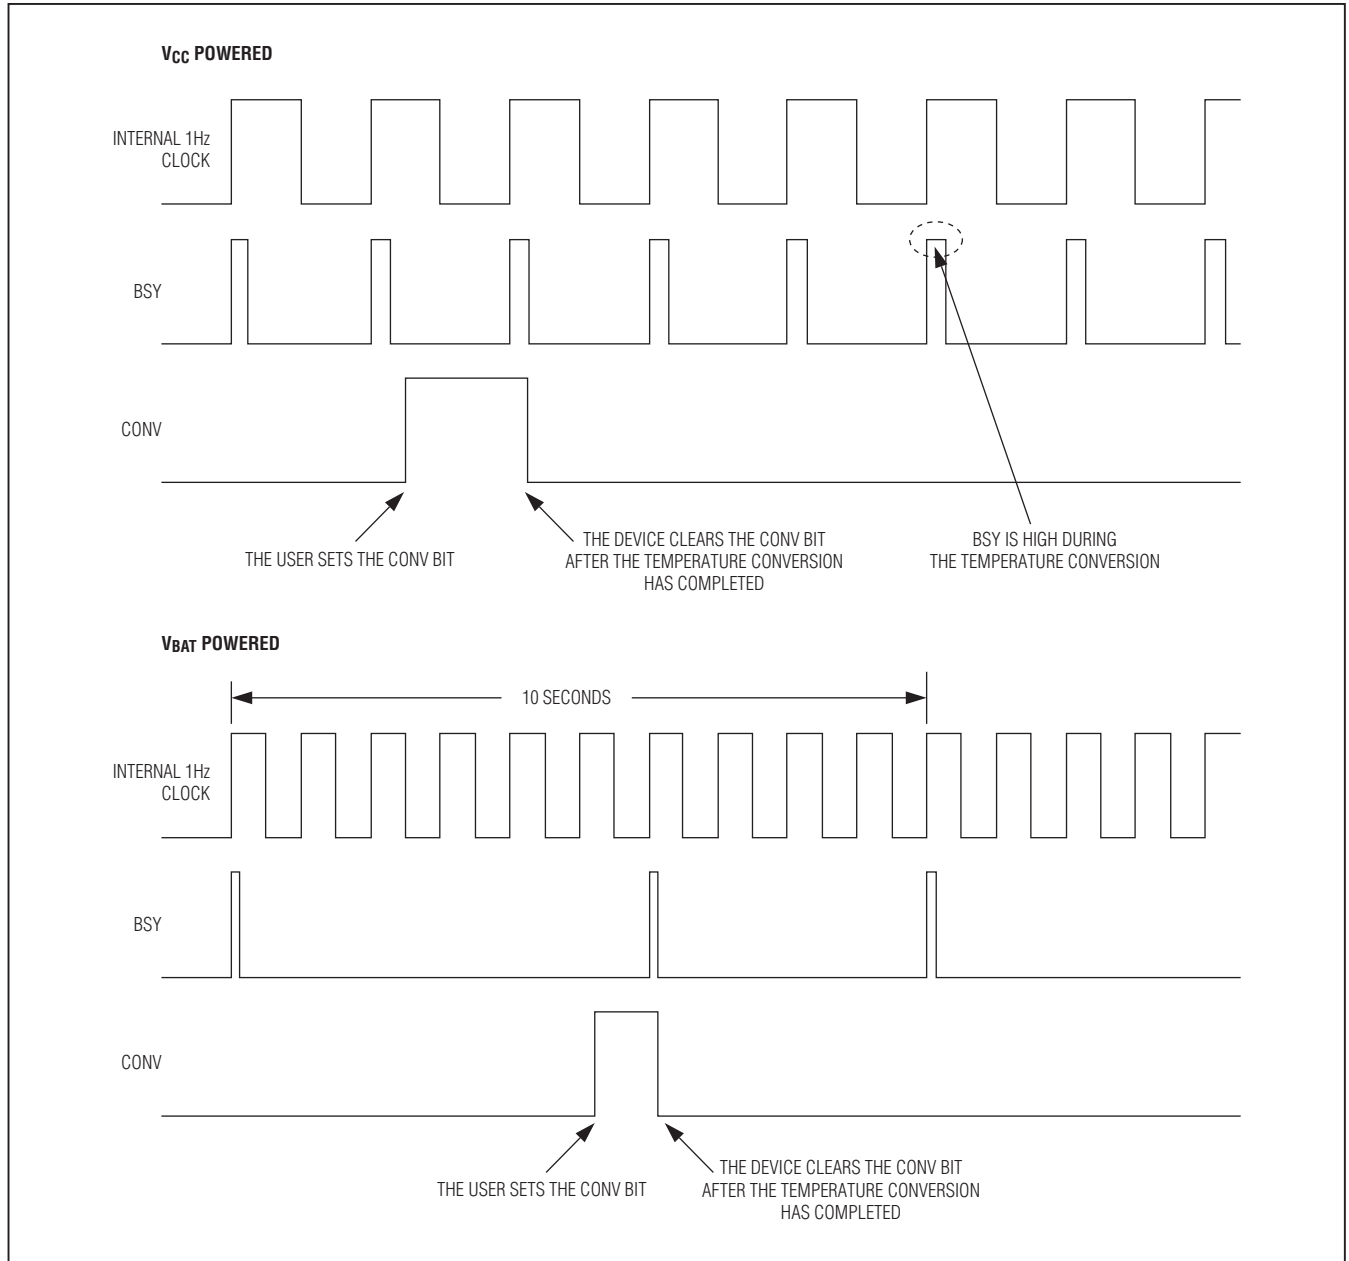 VCC POWERED
INTERNAL 1Hz
CLOCK
BSY
CONV
THE USER SETS THE CONV BIT
THE DEVICE CLEARS THE CONV BIT
AFTER THE TEMPERATURE CONVERSION
HAS COMPLETED
BSY IS HIGH DURING
THE TEMPERATURE CONVERSION
VBAT POWERED
10 SECONDS
INTERNAL 1Hz
CLOCK
BSY
CONV
THE USER SETS THE CONV BIT
THE DEVICE CLEARS THE CONV BIT
AFTER THE TEMPERATURE CONVERSION
HAS COMPLETED